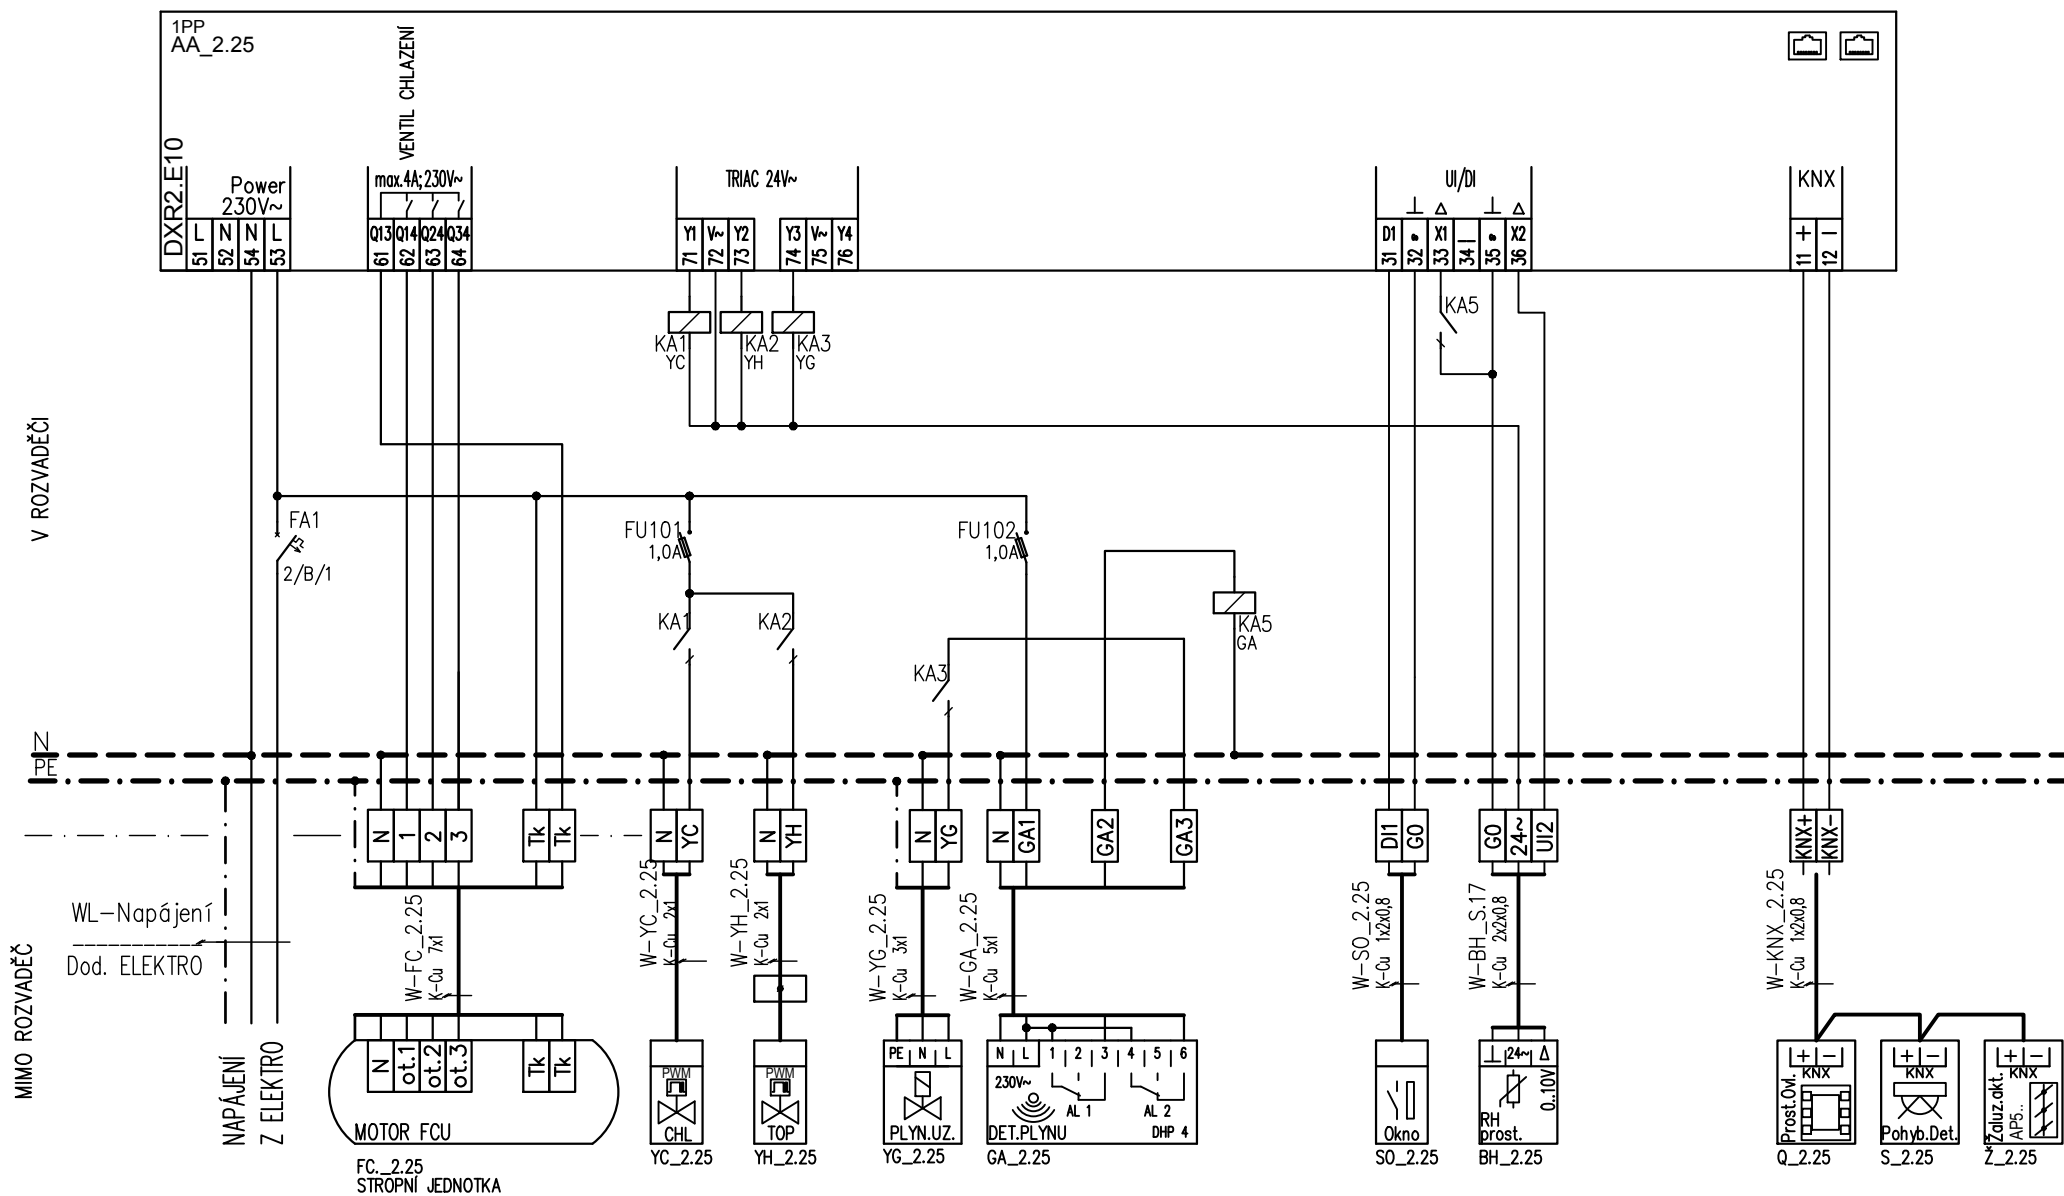 1PP
AA_2.25
VENTIL CHLAZENÍ
DXR2.E10
Power
230V~
max.4A;230V~
TRIAC 24V~
UI/DI
KNX
L N N L
51 52 54 53
Q13 Q14 Q24 Q34
61 62 63 64
Y1 V~ Y2
71 72 73
Y3 V~ Y4
74 75 76
D1 X1 X2
31 32 33 34 35 36
+ −
11 12
KA1
YC
KA2
YH
KA3
YG
KA5
V ROZVADĚČI
FA1
2/B/1
FU101
1,0A
FU102
1,0A
KA1
KA2
KA3
KA5
GA
N
PE
N 1 2 3
Tk Tk
N YC
N YH
N YG
N GA1
GA2
GA3
DI1 GO
GO 24~ UI2
KNX+ KNX-
MIMO ROZVADĚČ
WL-Napájení
Dod. ELEKTRO
NAPÁJENÍ
Z ELEKTRO
W-FC_2.25
K-Cu 7x1
W-YC_2.25
K-Cu 2x1
W-YH_2.25
K-Cu 2x1
W-YG_2.25
K-Cu 3x1
W-GA_2.25
K-Cu 5x1
W-SO_2.25
K-Cu 1x2x0,8
W-BH_S.17
K-Cu 2x2x0,8
W-KNX_2.25
K-Cu 1x2x0,8
N ot.1 ot.2 ot.3
Tk Tk
MOTOR FCU
FC._2.25
STROPNÍ JEDNOTKA
PWM
CHL
YC_2.25
PWM
TOP
YH_2.25
PE N L
PLYN.UZ.
YG_2.25
N L 1 2 3 4 5 6
230V~
AL 1
AL 2
DET.PLYNU
DHP 4
GA_2.25
Okno
SO_2.25
24~
0..10V
RH
prost.
BH_2.25
+ −
KNX
Prost.Ovl.
Q_2.25
+ −
KNX
Pohyb.Det.
S_2.25
+ −
KNX
Žaluz.akt.
AP5..
Ž_2.25